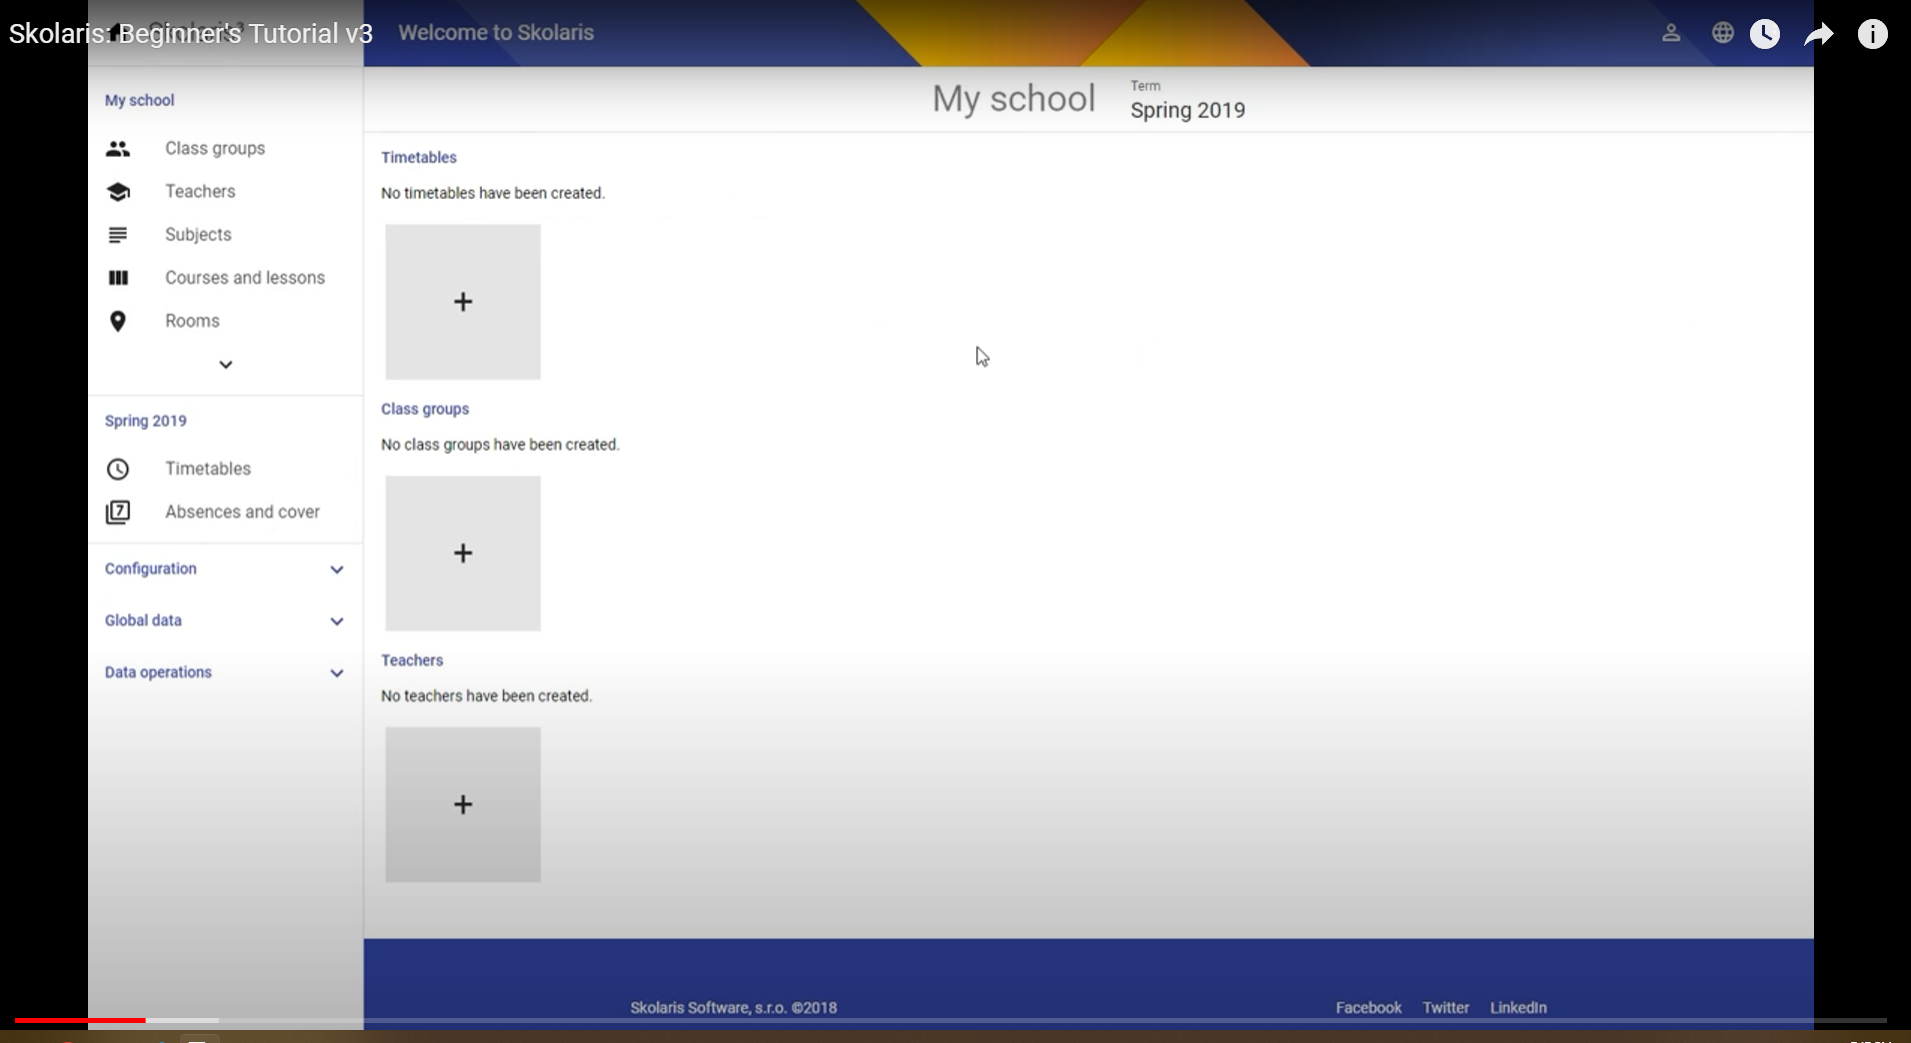 Skolaris: Beginner's Tutorial v3
Welcome to Skolaris
My school
Term
Spring 2019
My school
Class groups
Teachers
Subjects
Courses and lessons
Rooms
Spring 2019
Timetables
7
Absences and cover
Configuration
Global data
Data operations
Timetables
No timetables have been created.
+
Class groups
No class groups have been created.
+
Teachers
No teachers have been created.
+
Skolaris Software, s.r.o. ©2018
Facebook Twitter LinkedIn